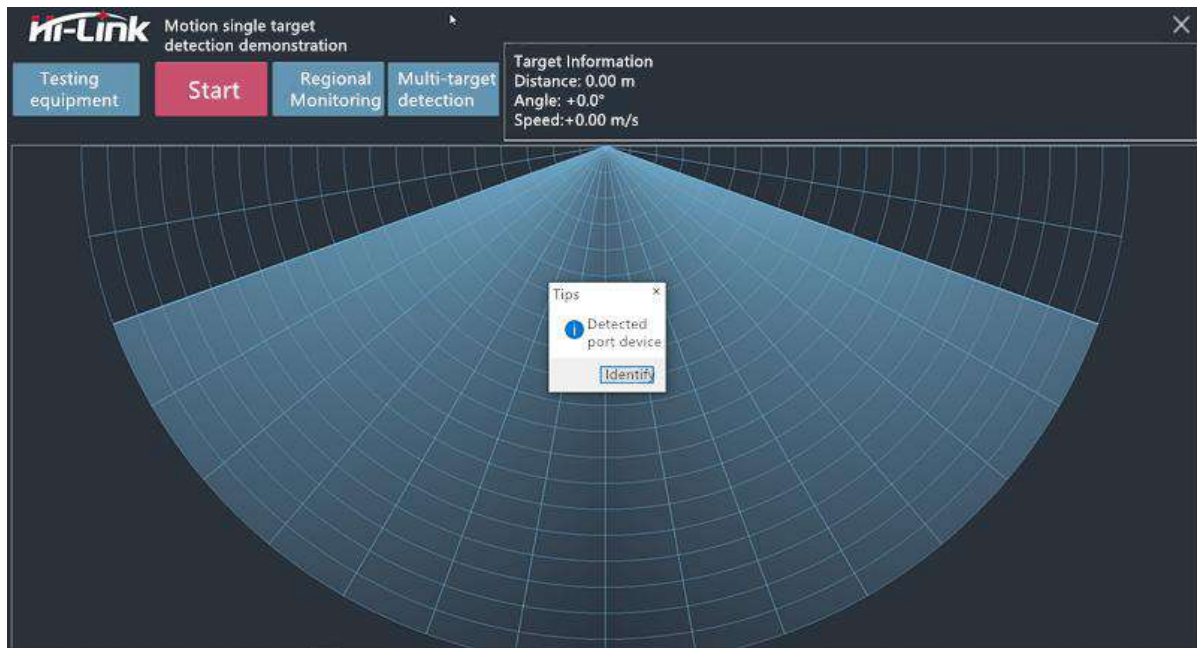 Hi-Link
Motion single target
detection demonstration
Testing
equipment
Start
Regional
Monitoring
Multi-target
detection
Target Information
Distance: 0.00 m
Angle: +0.0°
Speed:+0.00 m/s
Tips
Detected
port device
Identify